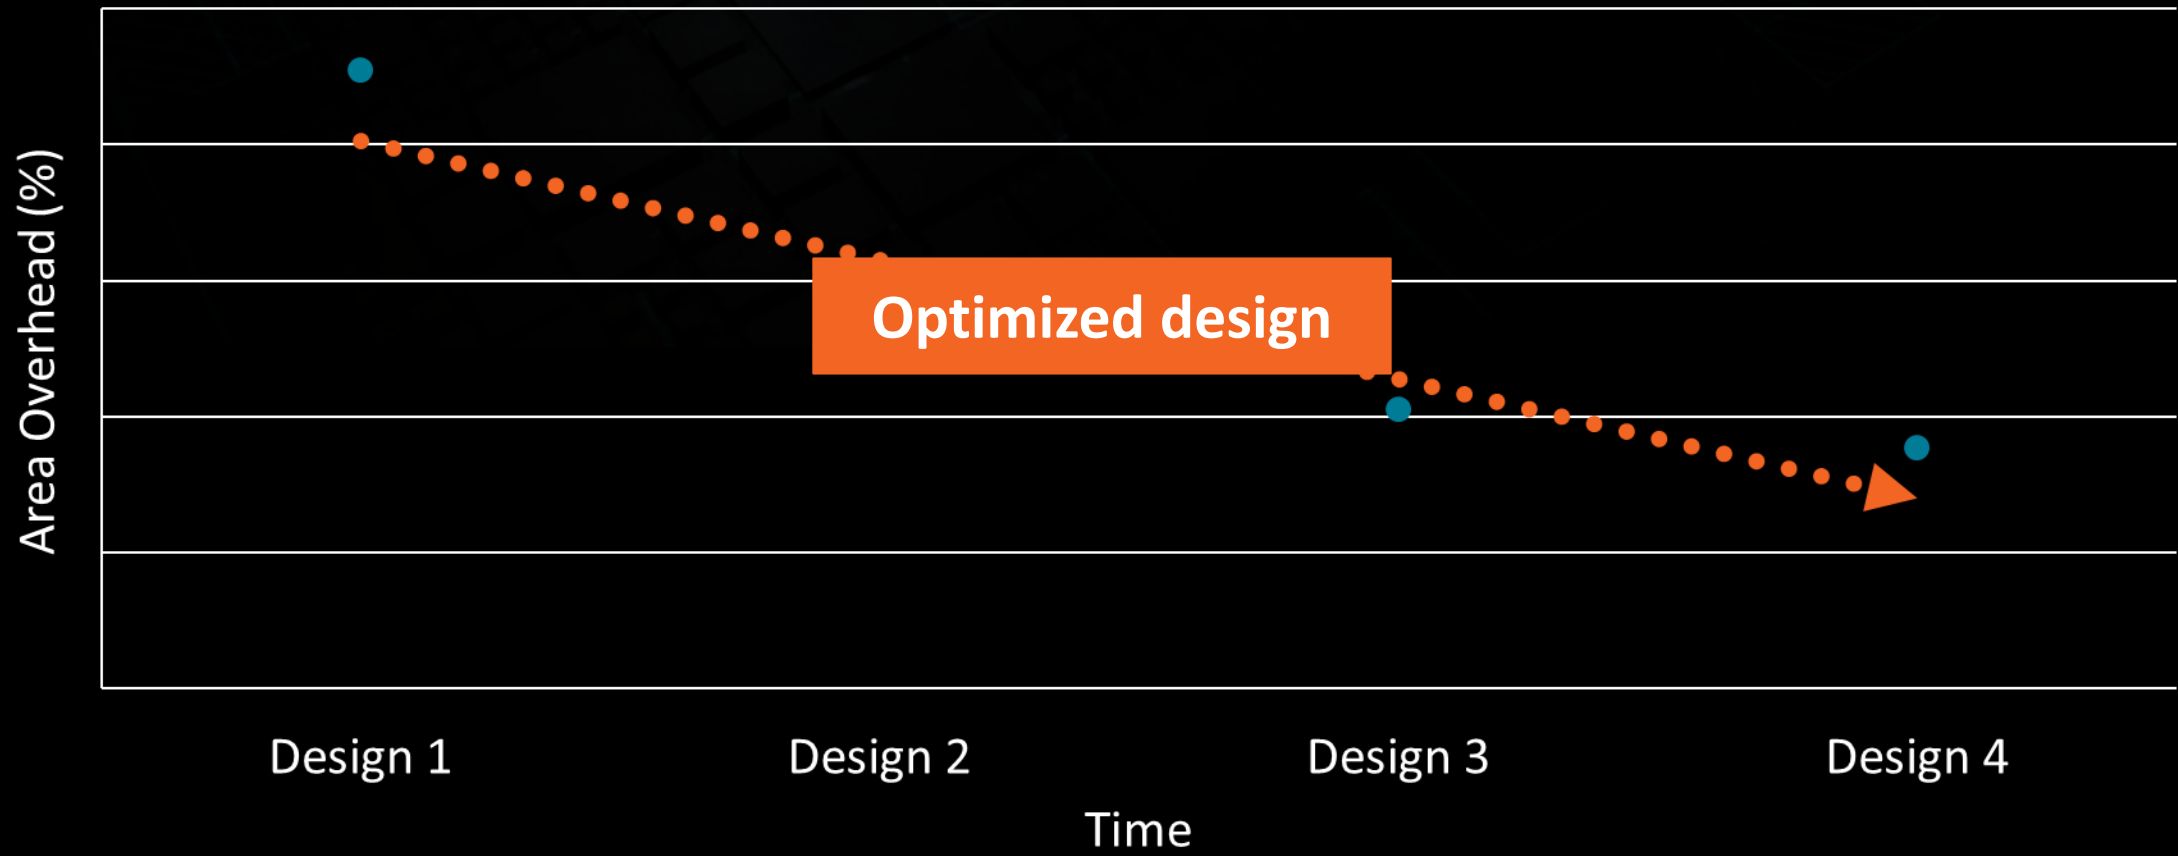 Area Overhead (%)
Optimized design
Design 1
Design 2
Design 3
Design 4
Time